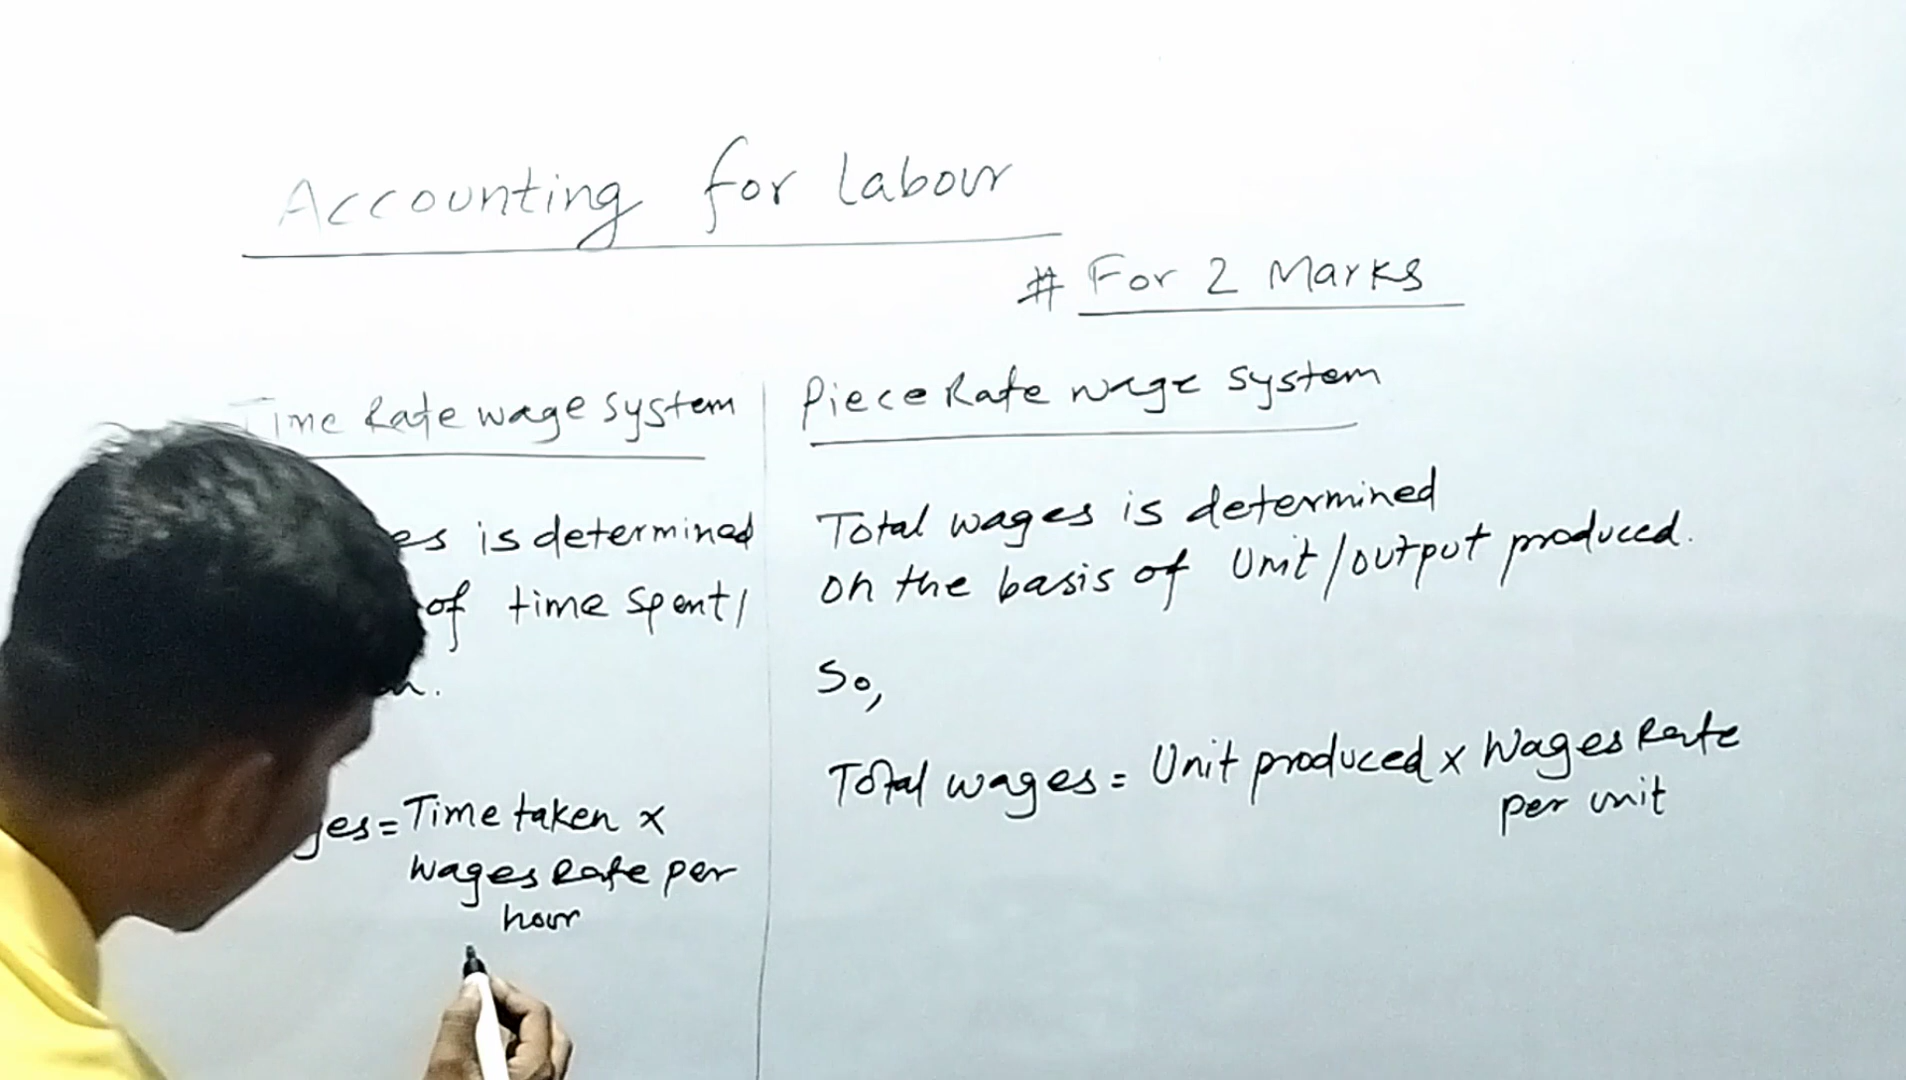 Accounting for Labour
# For 2 Marks
Time Rate wage system
is determined
of time spent/
Time taken x
wages Rate per
hour
Piece Rate wage system
Total wages is determined
on the basis of Unit/output produced.
So,
Total wages = Unit produced x Wages Rate
per unit